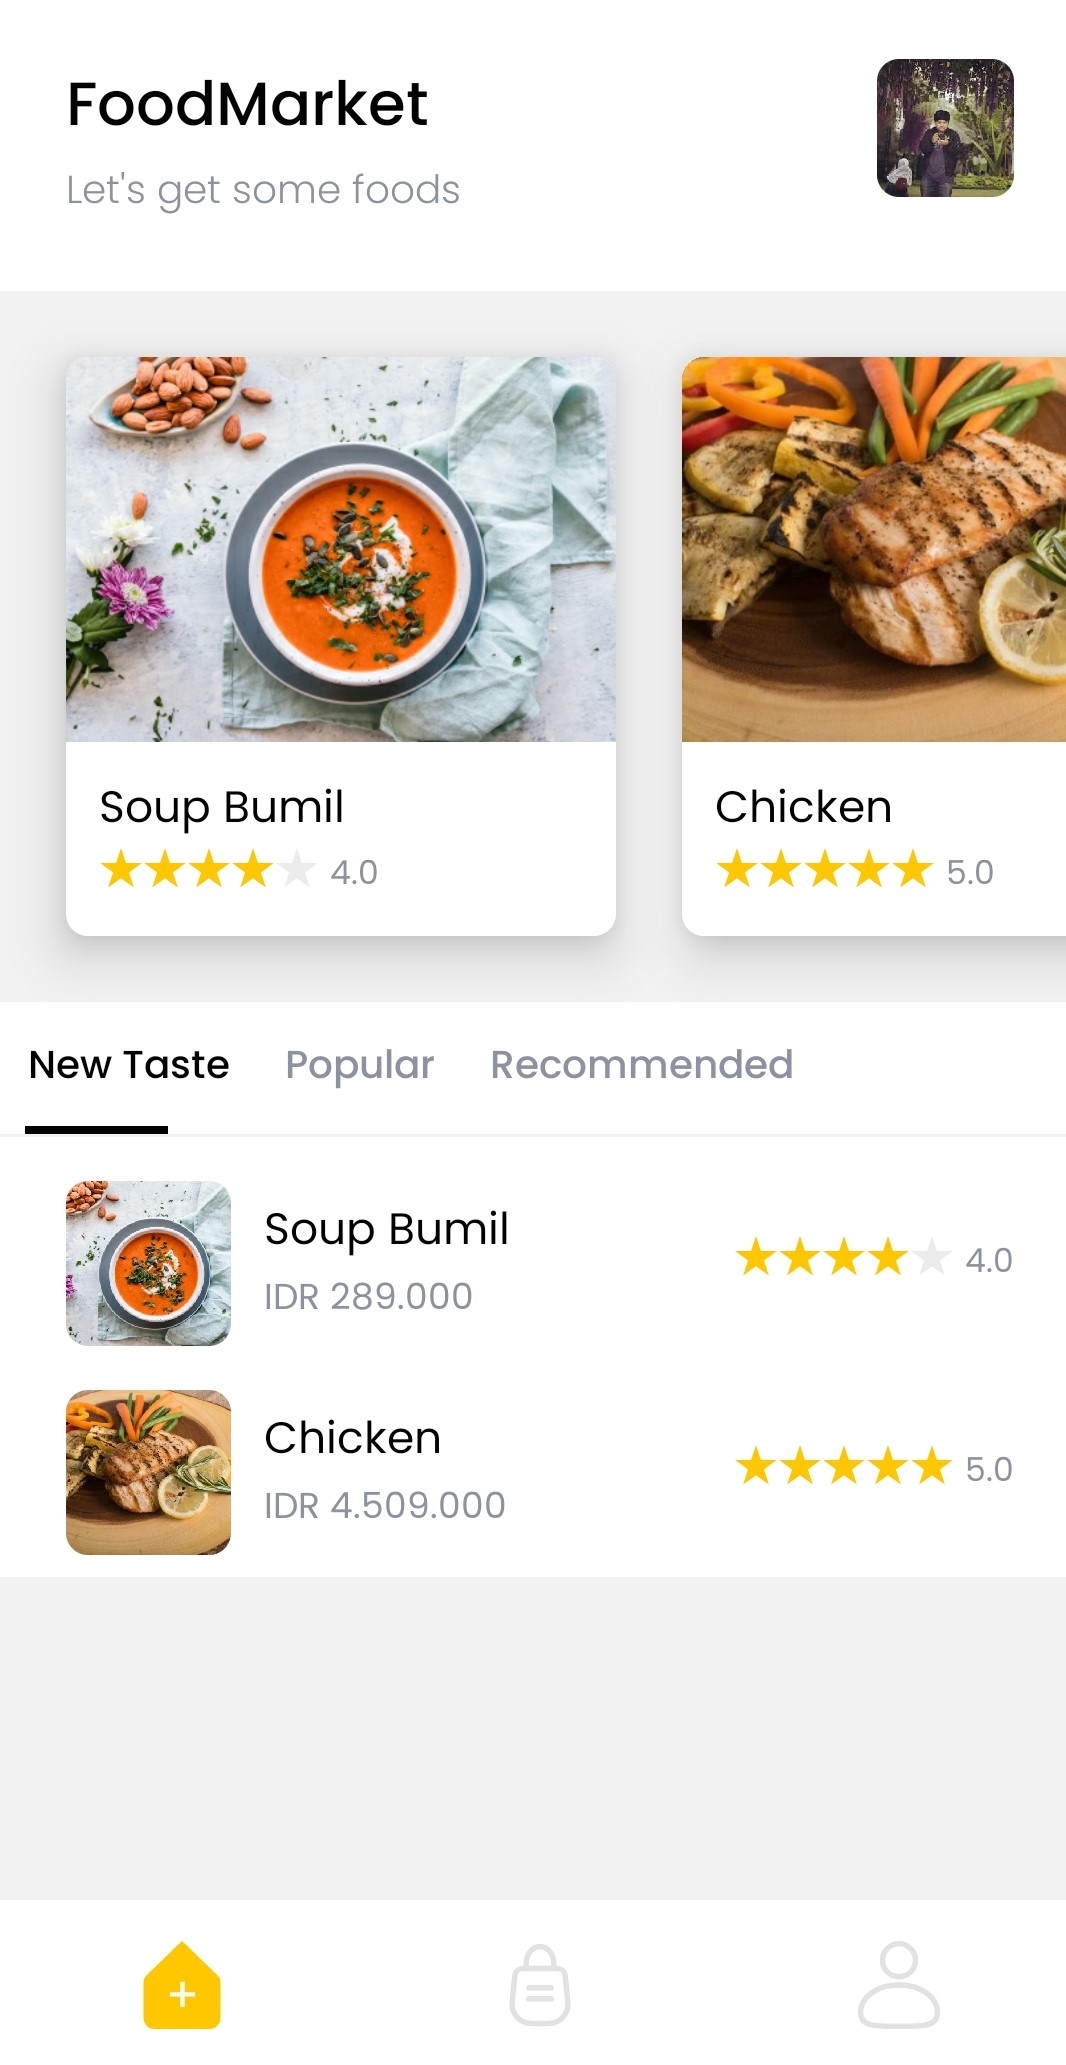 FoodMarket
Let's get some foods
Soup Bumil
4.0
Chicken
5.0
New Taste
Popular
Recommended
Soup Bumil
IDR 289.000
4.0
Chicken
IDR 4.509.000
5.0